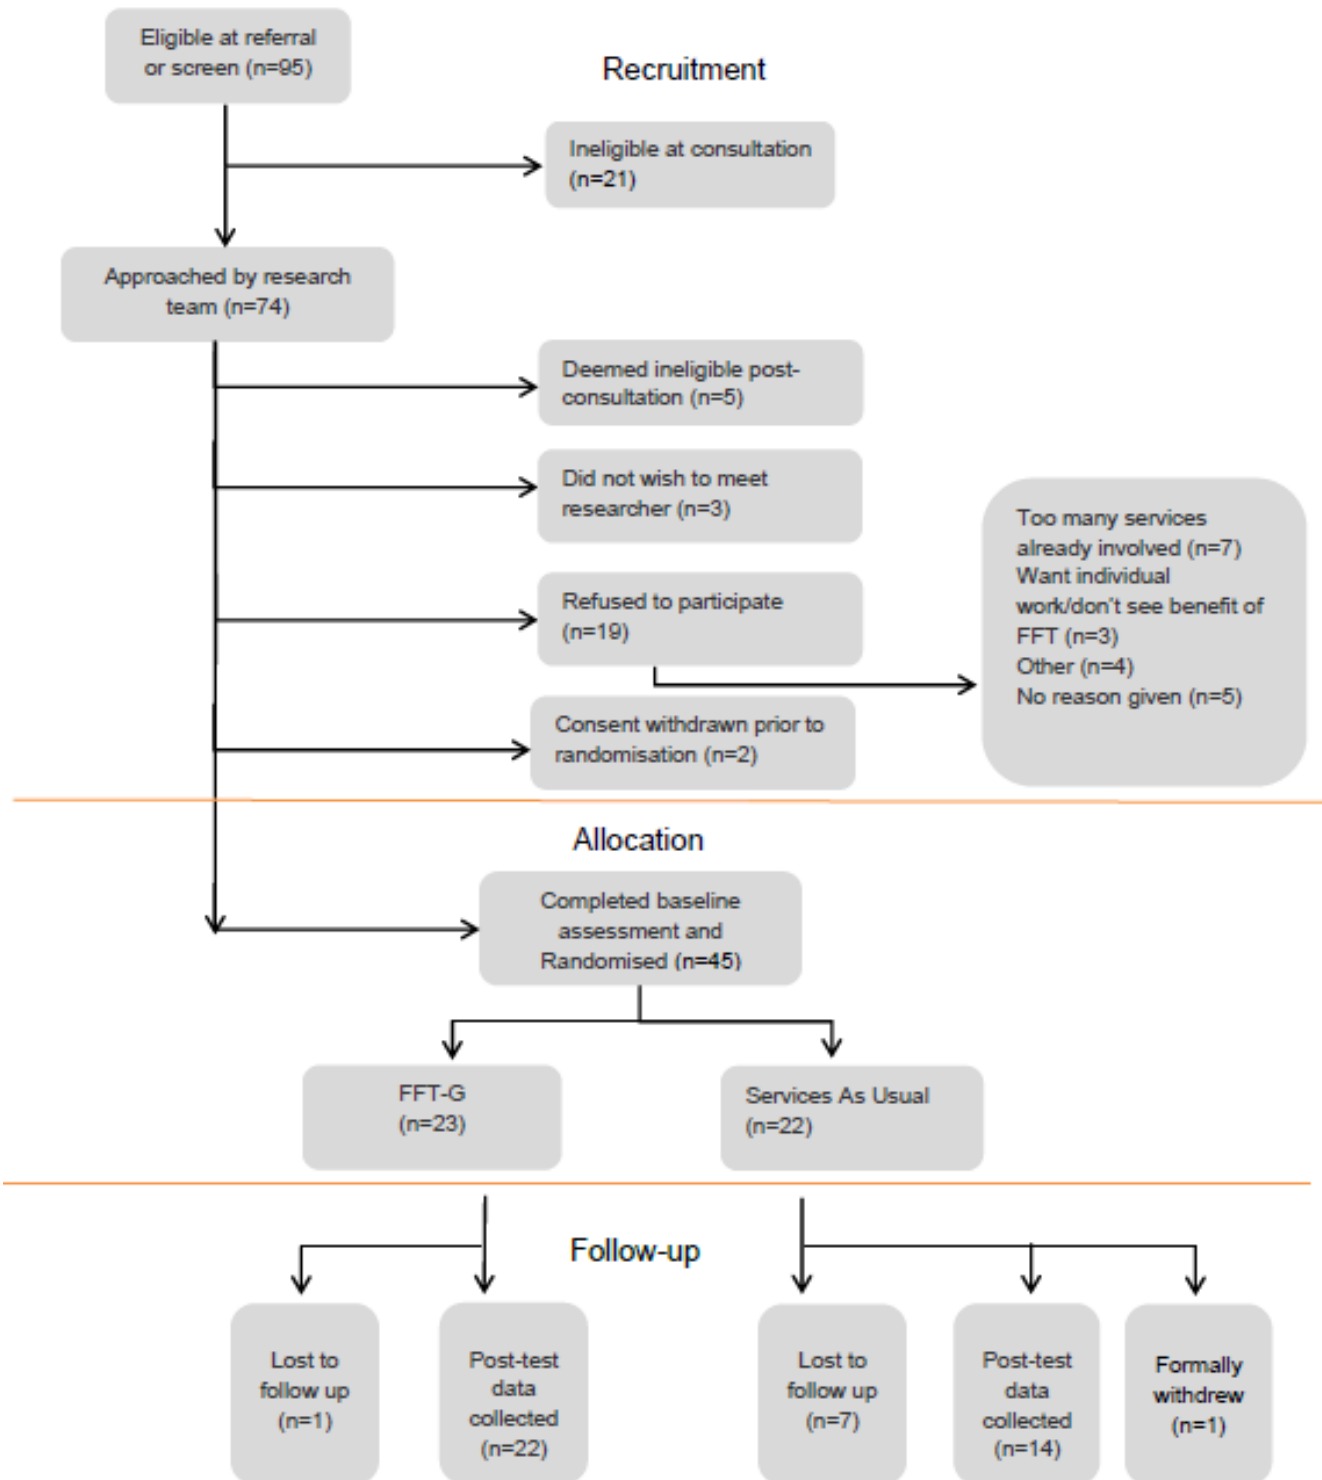 Eligible at referral
or screen (n=95)
Recruitment
Ineligible at consultation
(n=21)
Approached by research
team (n=74)
Deemed ineligible post-
consultation (n=5)
Did not wish to meet
researcher (n=3)
Refused to participate
(n=19)
Too many services
already involved (n=7)
Want individual
work/don't see benefit of
FFT (n=3)
Other (n=4)
No reason given (n=5)
Consent withdrawn prior to
randomisation (n=2)
Allocation
Completed baseline
assessment and
Randomised (n=45)
FFT-G
(n=23)
Services As Usual
(n=22)
Follow-up
Lost to
follow up
(n=1)
Post-test
data
collected
(n=22)
Lost to
follow up
(n=7)
Post-test
data
collected
(n=14)
Formally
withdrew
(n=1)